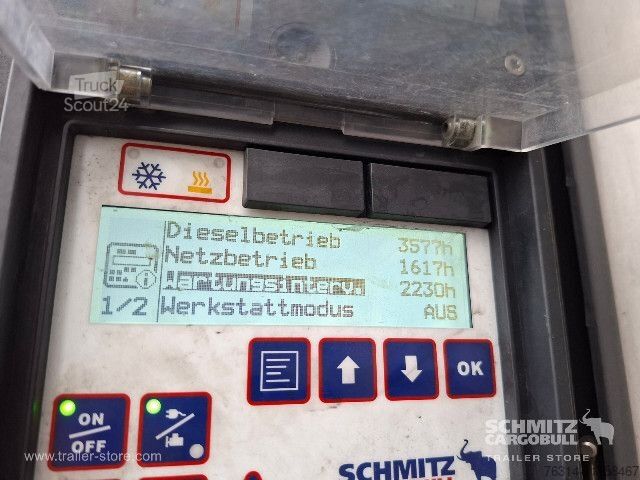 Truck
Scout24
Dieselbetrieb 3577h
Netzbetrieb 1617h
Wartungsinterv. 2230h
1/2 Werkstattmodus AUS
OK
ON
OFF
SCHMITZ
CARGOBULL
TRAILER STORE
SCHMITZ
www.trailer-store.com